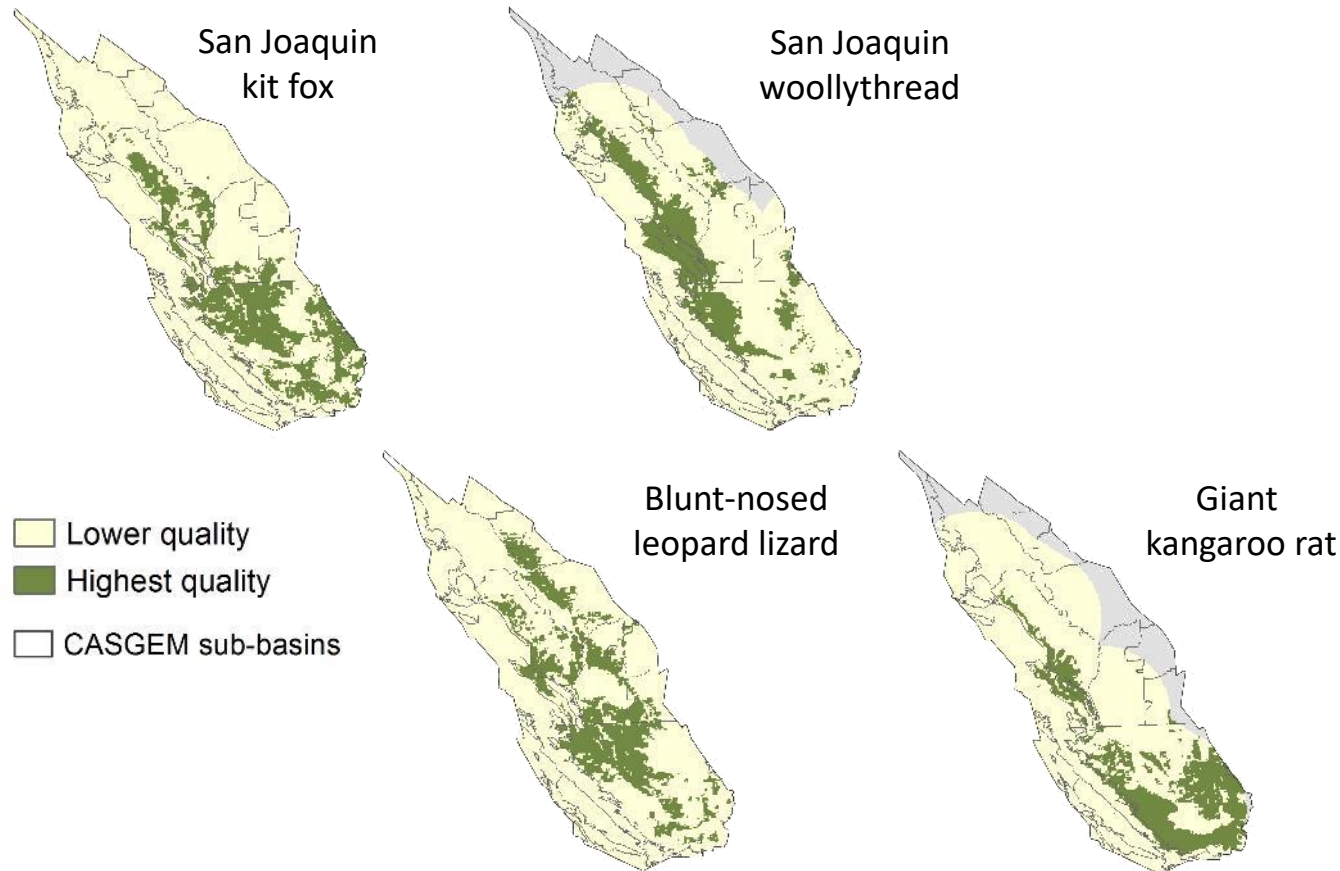 San Joaquin
kit fox
San Joaquin
woollythread
Blunt-nosed
leopard lizard
Giant
kangaroo rat
Lower quality
Highest quality
CASGEM sub-basins